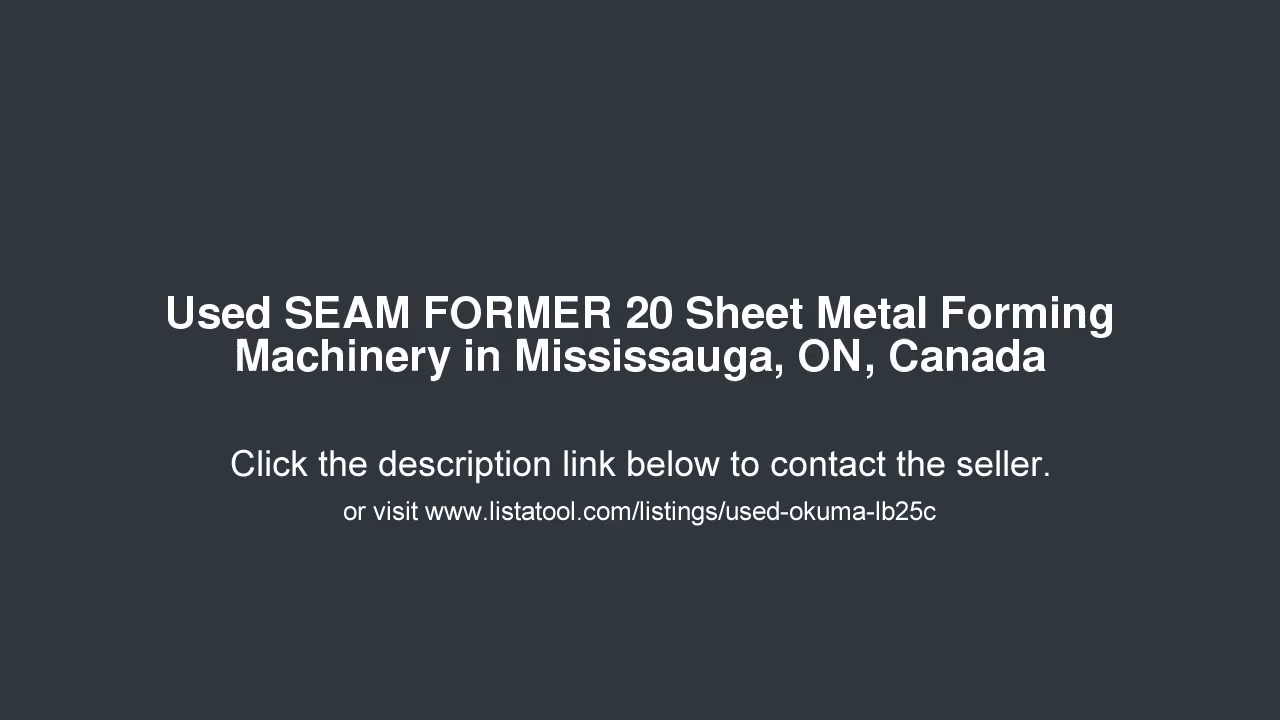 Used SEAM FORMER 20 Sheet Metal Forming
Machinery in Mississauga, ON, Canada
Click the description link below to contact the seller.
or visit www.listatool.com/listings/used-okuma-lb25c